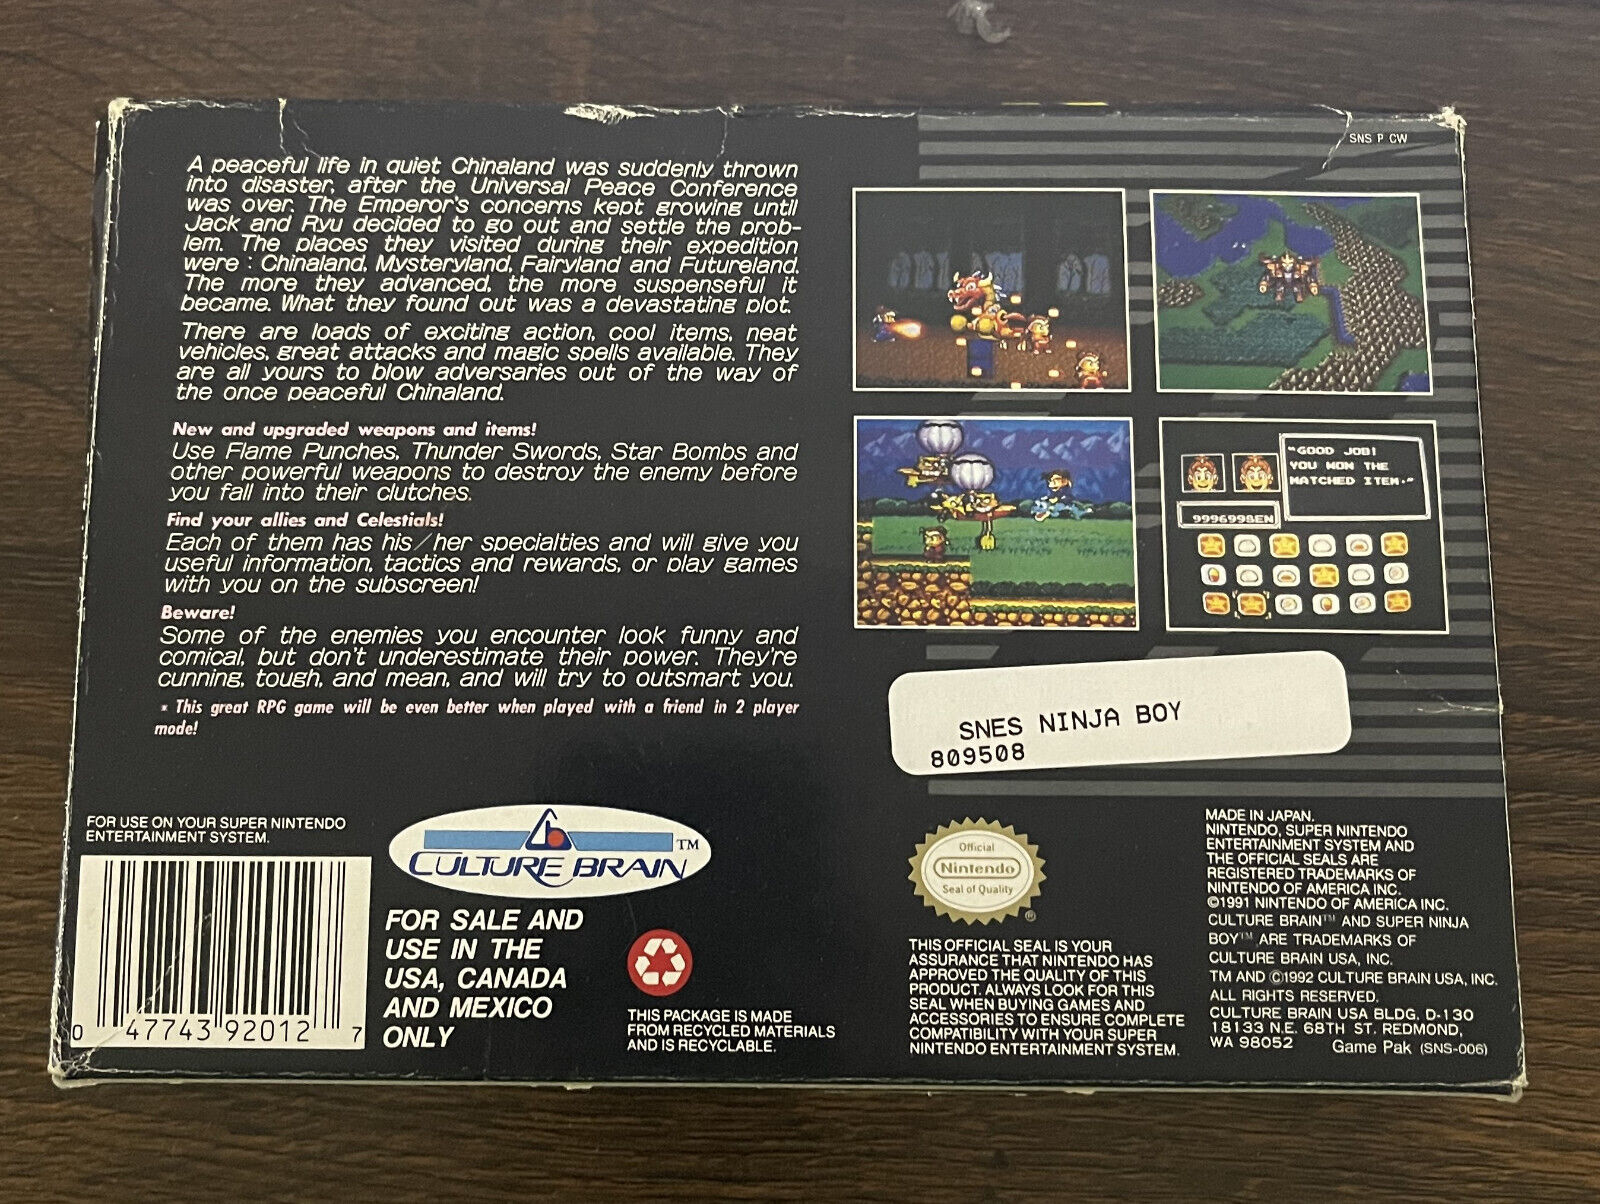 SNS P CW
A peaceful life in quiet Chinaland was suddenly thrown
into disaster, after the Universal Peace Conference
was over. The Emperor's concerns kept growing until
Jack and Ryu decided to go out and settle the prob-
lem. The places they visited during their expedition
were : Chinaland, Mysteryland, Fairyland and Futureland.
The more they advanced, the more suspenseful it
became. What they found out was a devastating plot.
There are loads of exciting action, cool items, neat
vehicles, great attacks and magic spells available. They
are all yours to blow adversaries out of the way of
the once peaceful Chinaland.
New and upgraded weapons and items!
Use Flame Punches, Thunder Swords, Star Bombs and
other powerful weapons to destroy the enemy before
you fall into their clutches.
Find your allies and Celestials!
Each of them has his/her specialties and will give you
useful information, tactics and rewards, or play games
with you on the subscreen!
Beware!
Some of the enemies you encounter look funny and
comical, but don't underestimate their power. They're
cunning, tough, and mean, and will try to outsmart you.
* This great RPG game will be even better when played with a friend in 2 player
mode!
"GOOD JOB!
YOU WON THE
MATCHED ITEM."
9996998EN
SNES NINJA BOY
809508
FOR USE ON YOUR SUPER NINTENDO
ENTERTAINMENT SYSTEM.
0 47743 92012 7
CULTURE BRAIN™
FOR SALE AND
USE IN THE
USA, CANADA
AND MEXICO
ONLY
THIS PACKAGE IS MADE
FROM RECYCLED MATERIALS
AND IS RECYCLABLE.
Official
Nintendo
Seal of Quality
®
THIS OFFICIAL SEAL IS YOUR
ASSURANCE THAT NINTENDO HAS
APPROVED THE QUALITY OF THIS
PRODUCT. ALWAYS LOOK FOR THIS
SEAL WHEN BUYING GAMES AND
ACCESSORIES TO ENSURE COMPLETE
COMPATIBILITY WITH YOUR SUPER
NINTENDO ENTERTAINMENT SYSTEM.
MADE IN JAPAN.
NINTENDO, SUPER NINTENDO
ENTERTAINMENT SYSTEM AND
THE OFFICIAL SEALS ARE
REGISTERED TRADEMARKS OF
NINTENDO OF AMERICA INC.
©1991 NINTENDO OF AMERICA INC.
CULTURE BRAIN™ AND SUPER NINJA
BOY™ ARE TRADEMARKS OF
CULTURE BRAIN USA, INC.
TM AND ©1992 CULTURE BRAIN USA, INC.
ALL RIGHTS RESERVED.
CULTURE BRAIN USA BLDG. D-130
18133 N.E. 68TH ST. REDMOND,
WA 98052
Game Pak (SNS-006)